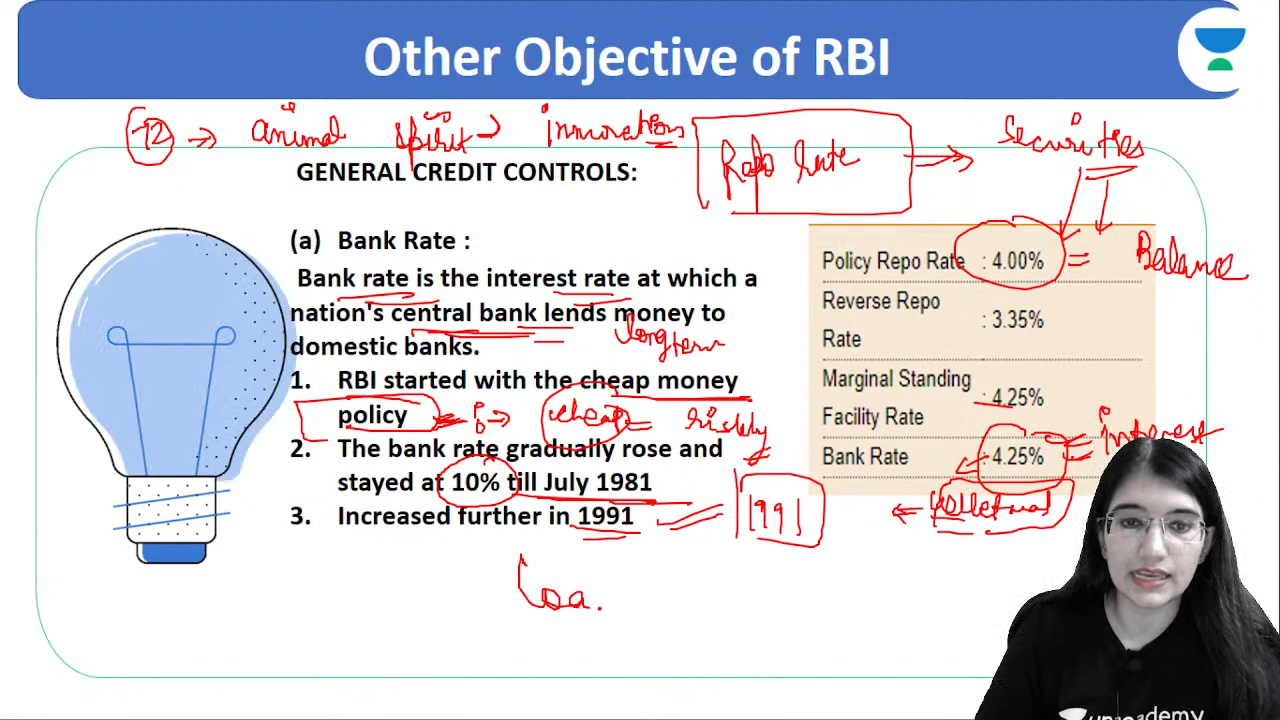 Other Objective of RBI
72 animal spirit innovations
Repo Rate
Securities
GENERAL CREDIT CONTROLS:
(a) Bank Rate :
Bank rate is the interest rate at which a
nation's central bank lends money to
longterm
domestic banks.
1. RBI started with the cheap money
policy
cheap risky
2. The bank rate gradually rose and
stayed at 10% till July 1981
3. Increased further in 1991
1991
Loa.
Policy Repo Rate : 4.00% = Balance
Reverse Repo
Rate : 3.35%
Marginal Standing
Facility Rate : 4.25%
Bank Rate : 4.25%
interest
collateral
unacademy